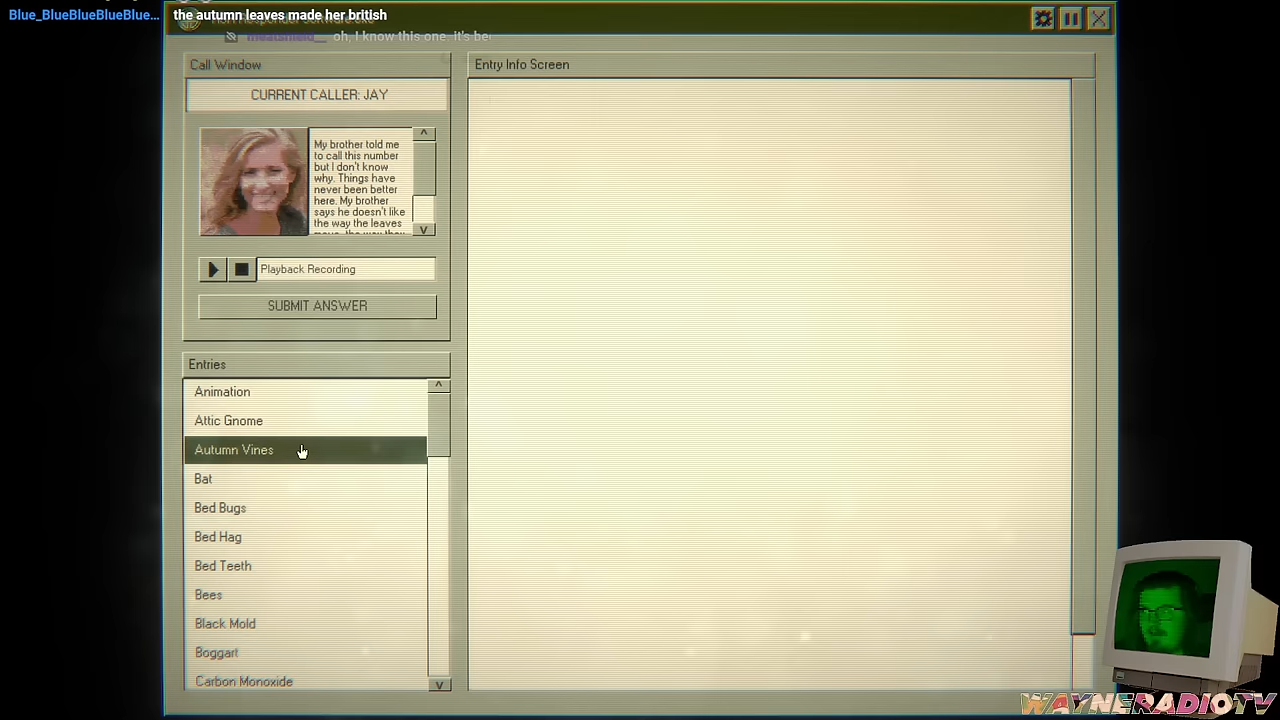 Blue_BlueBlueBlueBlue... the autumn leaves made her british
meatshield__ oh, I know this one. It's be
Call Window
Entry Info Screen
CURRENT CALLER: JAY
My brother told me
to call this number
but I don't know
why. Things have
never been better
here. My brother
says he doesn't like
the way the leaves
Playback Recording
SUBMIT ANSWER
Entries
Animation
Attic Gnome
Autumn Vines
Bat
Bed Bugs
Bed Hag
Bed Teeth
Bees
Black Mold
Boggart
Carbon Monoxide
WAYNERADIOTV